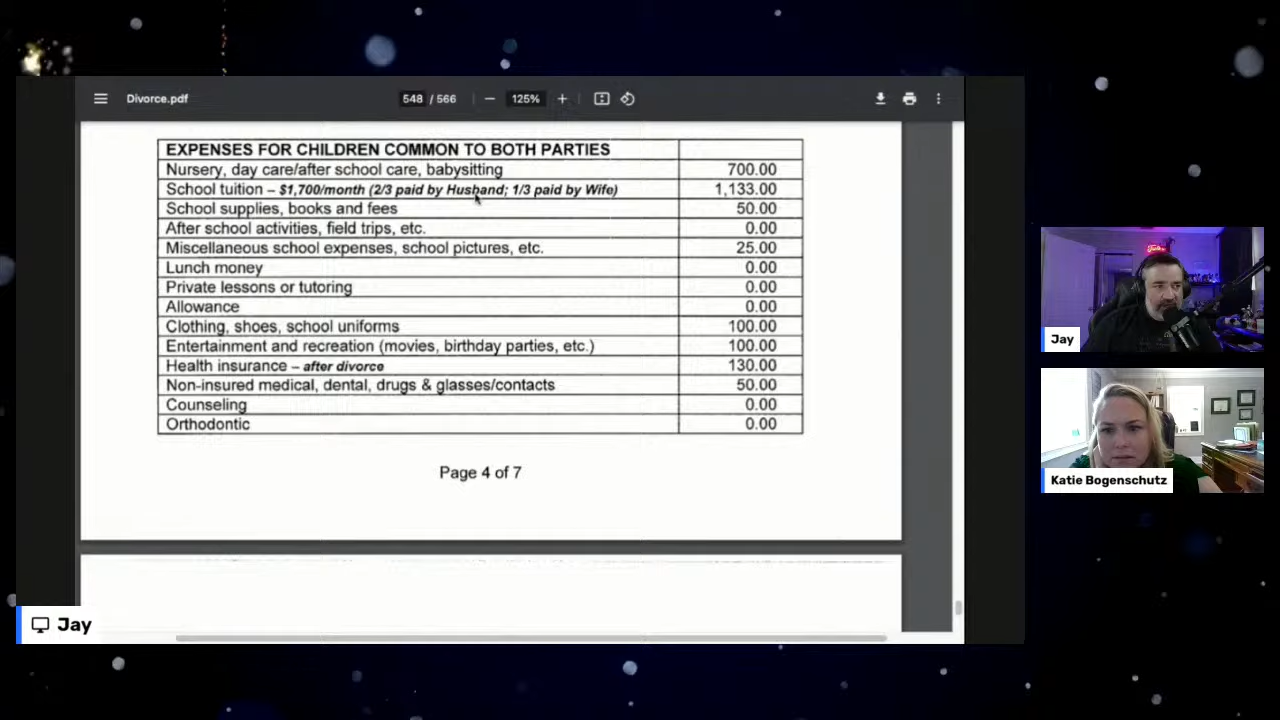 Divorce.pdf
548 / 566
125%
EXPENSES FOR CHILDREN COMMON TO BOTH PARTIES
Nursery, day care/after school care, babysitting 700.00
School tuition – $1,700/month (2/3 paid by Husband; 1/3 paid by Wife) 1,133.00
School supplies, books and fees 50.00
After school activities, field trips, etc. 0.00
Miscellaneous school expenses, school pictures, etc. 25.00
Lunch money 0.00
Private lessons or tutoring 0.00
Allowance 0.00
Clothing, shoes, school uniforms 100.00
Entertainment and recreation (movies, birthday parties, etc.) 100.00
Health insurance – after divorce 130.00
Non-insured medical, dental, drugs & glasses/contacts 50.00
Counseling 0.00
Orthodontic 0.00
Page 4 of 7
Jay
Jay
Katie Bogenschutz